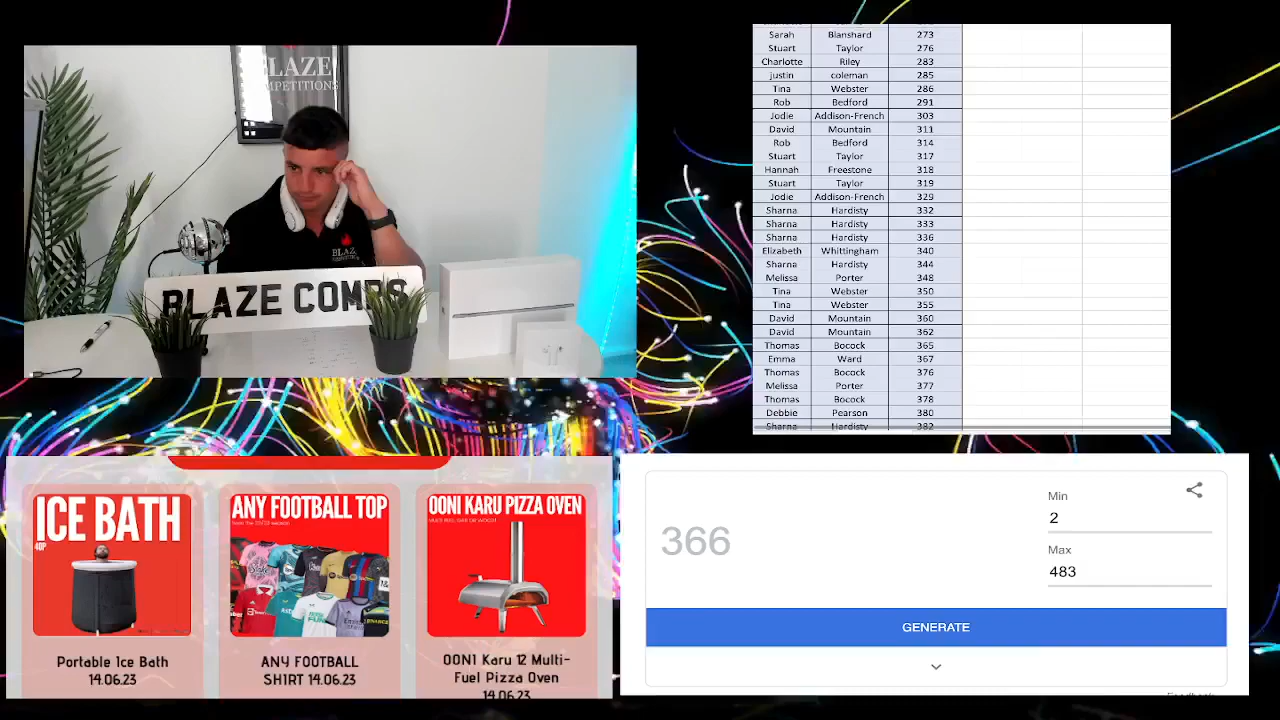 BLAZE
COMPETITIONS
BLAZE
BLAZE COMPS
Sarah Blanshard 273
Stuart Taylor 276
Charlotte Riley 283
justin coleman 285
Tina Webster 286
Rob Bedford 291
Jodie Addison-French 303
David Mountain 311
Rob Bedford 314
Stuart Taylor 317
Hannah Freestone 318
Stuart Taylor 319
Jodie Addison-French 329
Sharna Hardisty 332
Sharna Hardisty 333
Sharna Hardisty 336
Elizabeth Whittingham 340
Sharna Hardisty 344
Melissa Porter 348
Tina Webster 350
Tina Webster 355
David Mountain 360
David Mountain 362
Thomas Bocock 365
Emma Ward 367
Thomas Bocock 376
Melissa Porter 377
Thomas Bocock 378
Debbie Pearson 380
Sharna Hardisty 382
ICE BATH
40P
Portable Ice Bath
14.06.23
ANY FOOTBALL TOP
ANY FOOTBALL
SHIRT 14.06.23
OONI KARU PIZZA OVEN
OONI Karu 12 Multi-
Fuel Pizza Oven
14.06.23
366
Min
2
Max
483
GENERATE
Feedback